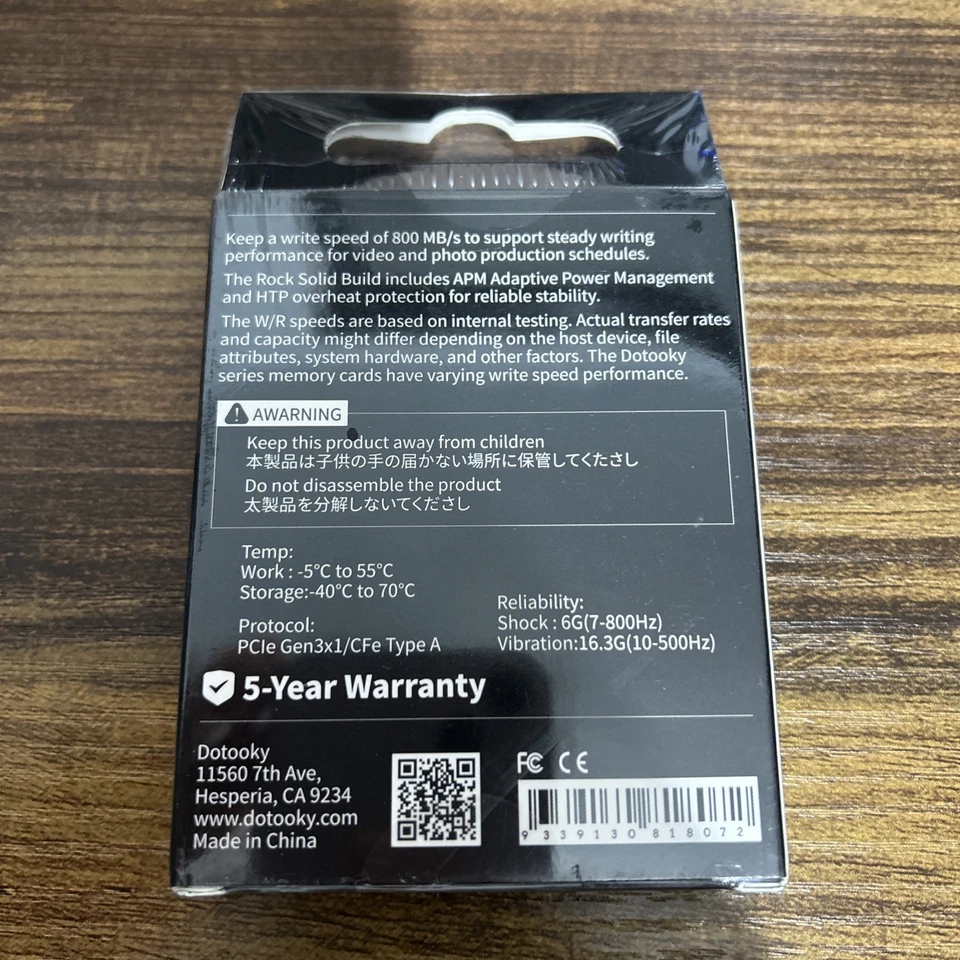 Keep a write speed of 800 MB/s to support steady writing
performance for video and photo production schedules.
The Rock Solid Build includes APM Adaptive Power Management
and HTP overheat protection for reliable stability.
The W/R speeds are based on internal testing. Actual transfer rates
and capacity might differ depending on the host device, file
attributes, system hardware, and other factors. The Dotooky
series memory cards have varying write speed performance.
AWARNING
Keep this product away from children
本製品は子供の手の届かない場所に保管してくたさし
Do not disassemble the product
太製品を分解しないてくださし
Temp:
Work : -5°C to 55°C
Storage:-40°C to 70°C
Protocol:
PCIe Gen3x1/CFe Type A
Reliability:
Shock : 6G(7-800Hz)
Vibration:16.3G(10-500Hz)
5-Year Warranty
Dotooky
11560 7th Ave,
Hesperia, CA 9234
www.dotooky.com
Made in China
FC CE
9 339130 818072